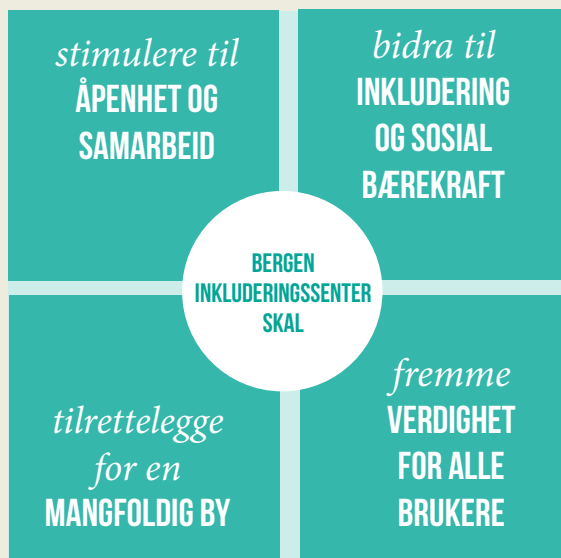 stimulere til
ÅPENHET OG
SAMARBEID
bidra til
INKLUDERING
OG SOSIAL
BÆREKRAFT
BERGEN
INKLUDERINGSSENTER
SKAL
tilrettelegge
for en
MANGFOLDIG BY
fremme
VERDIGHET
FOR ALLE
BRUKERE